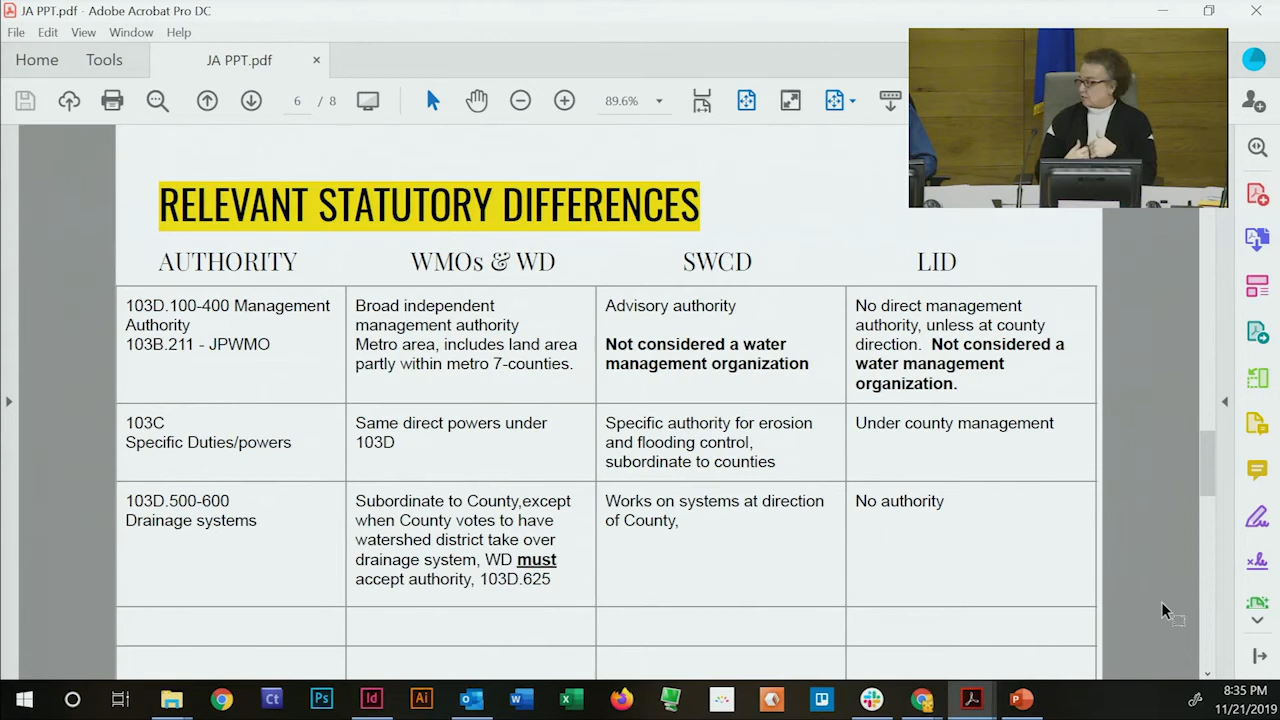 JA PPT.pdf - Adobe Acrobat Pro DC
File Edit View Window Help
Home Tools JA PPT.pdf ×
6 / 8 89.6%
RELEVANT STATUTORY DIFFERENCES
AUTHORITY WMOs & WD SWCD LID
103D.100-400 Management
Authority
103B.211 - JPWMO
Broad independent
management authority
Metro area, includes land area
partly within metro 7-counties.
Advisory authority
Not considered a water
management organization
No direct management
authority, unless at county
direction. Not considered a
water management
organization.
103C
Specific Duties/powers
Same direct powers under
103D
Specific authority for erosion
and flooding control,
subordinate to counties
Under county management
103D.500-600
Drainage systems
Subordinate to County,except
when County votes to have
watershed district take over
drainage system, WD must
accept authority, 103D.625
Works on systems at direction
of County,
No authority
Ct Ps Id Ai
8:35 PM
11/21/2019